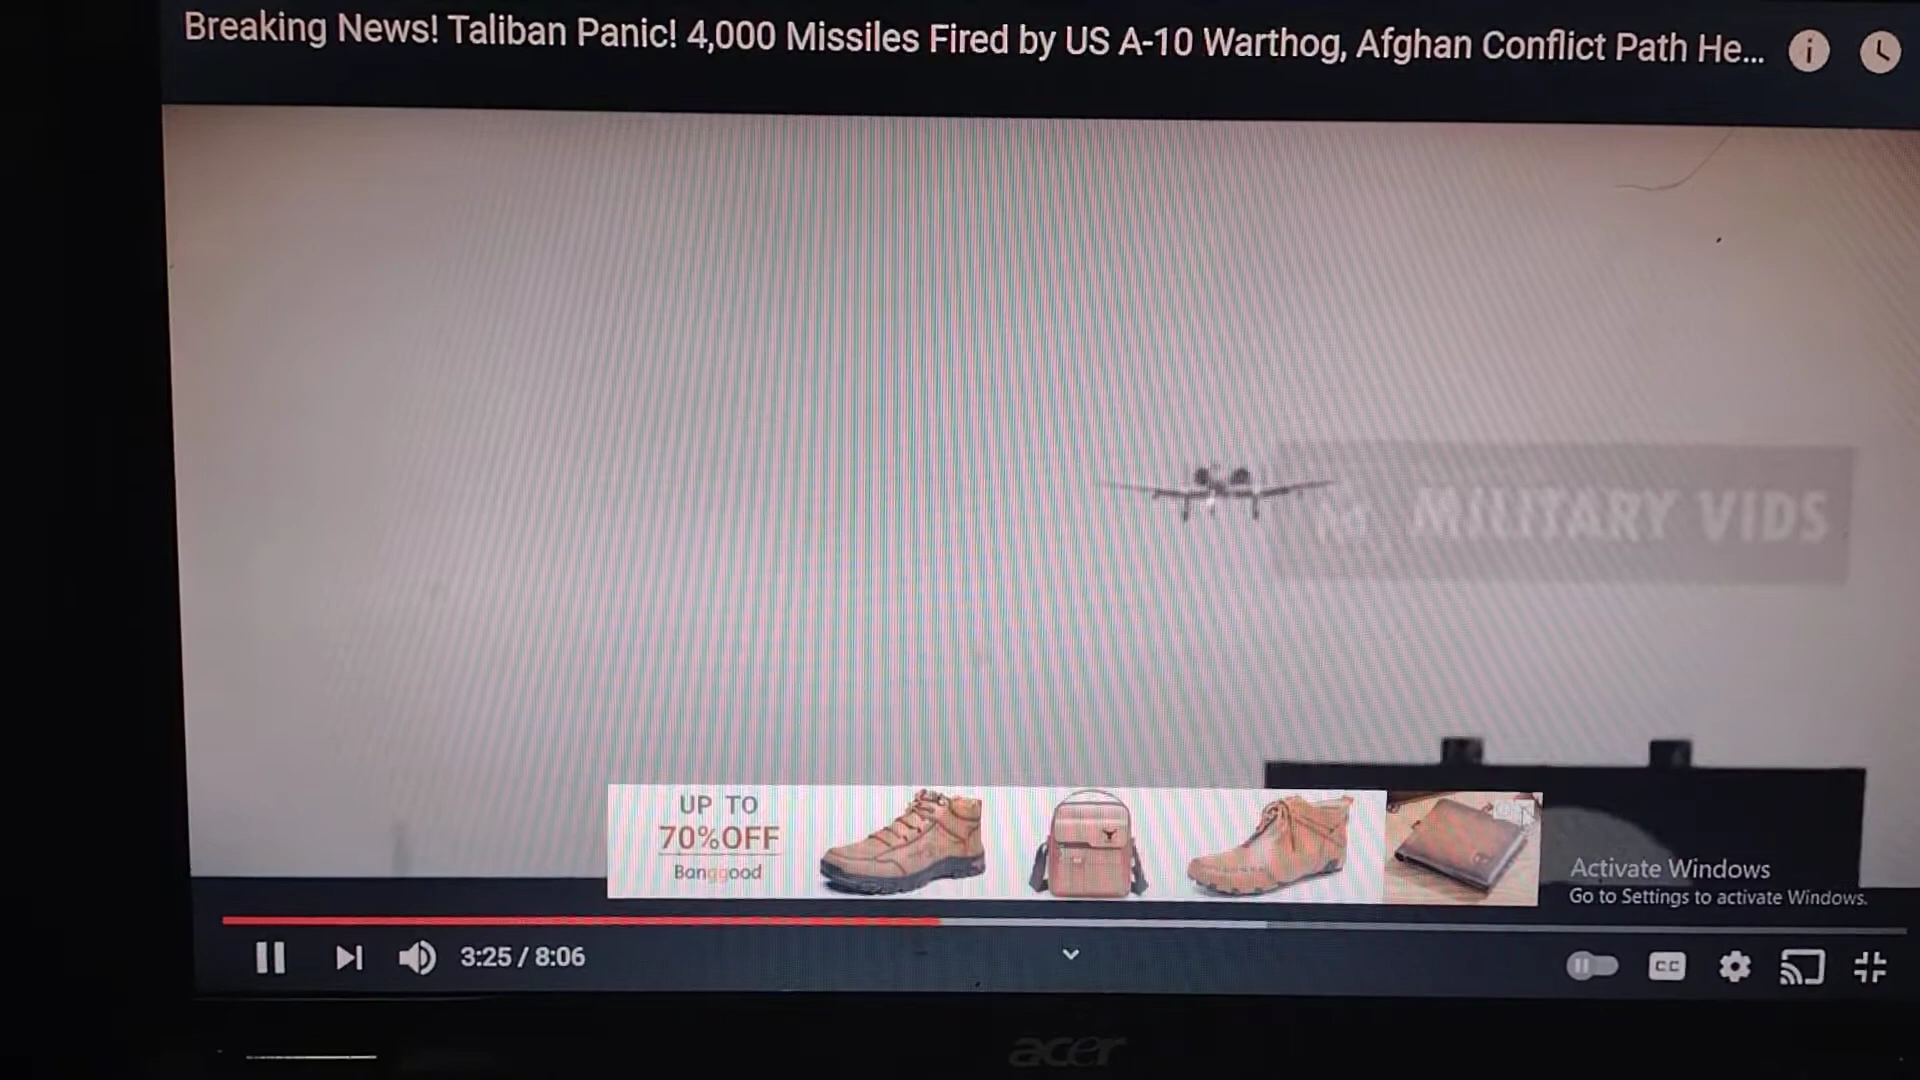 Breaking News! Taliban Panic! 4,000 Missiles Fired by US A-10 Warthog, Afghan Conflict Path He...
MILITARY VIDS
UP TO
70%OFF
Banggood
Activate Windows
Go to Settings to activate Windows.
3:25 / 8:06
CC
acer